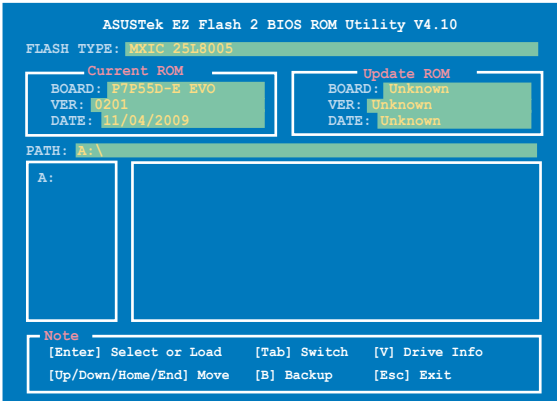 ASUSTek EZ Flash 2 BIOS ROM Utility V4.10
FLASH TYPE: MXIC 25L8005
Current ROM
BOARD: P7P55D-E EVO
VER: 0201
DATE: 11/04/2009
Update ROM
BOARD: Unknown
VER: Unknown
DATE: Unknown
PATH: A:\
A:
Note
[Enter] Select or Load [Tab] Switch [V] Drive Info
[Up/Down/Home/End] Move [B] Backup [Esc] Exit